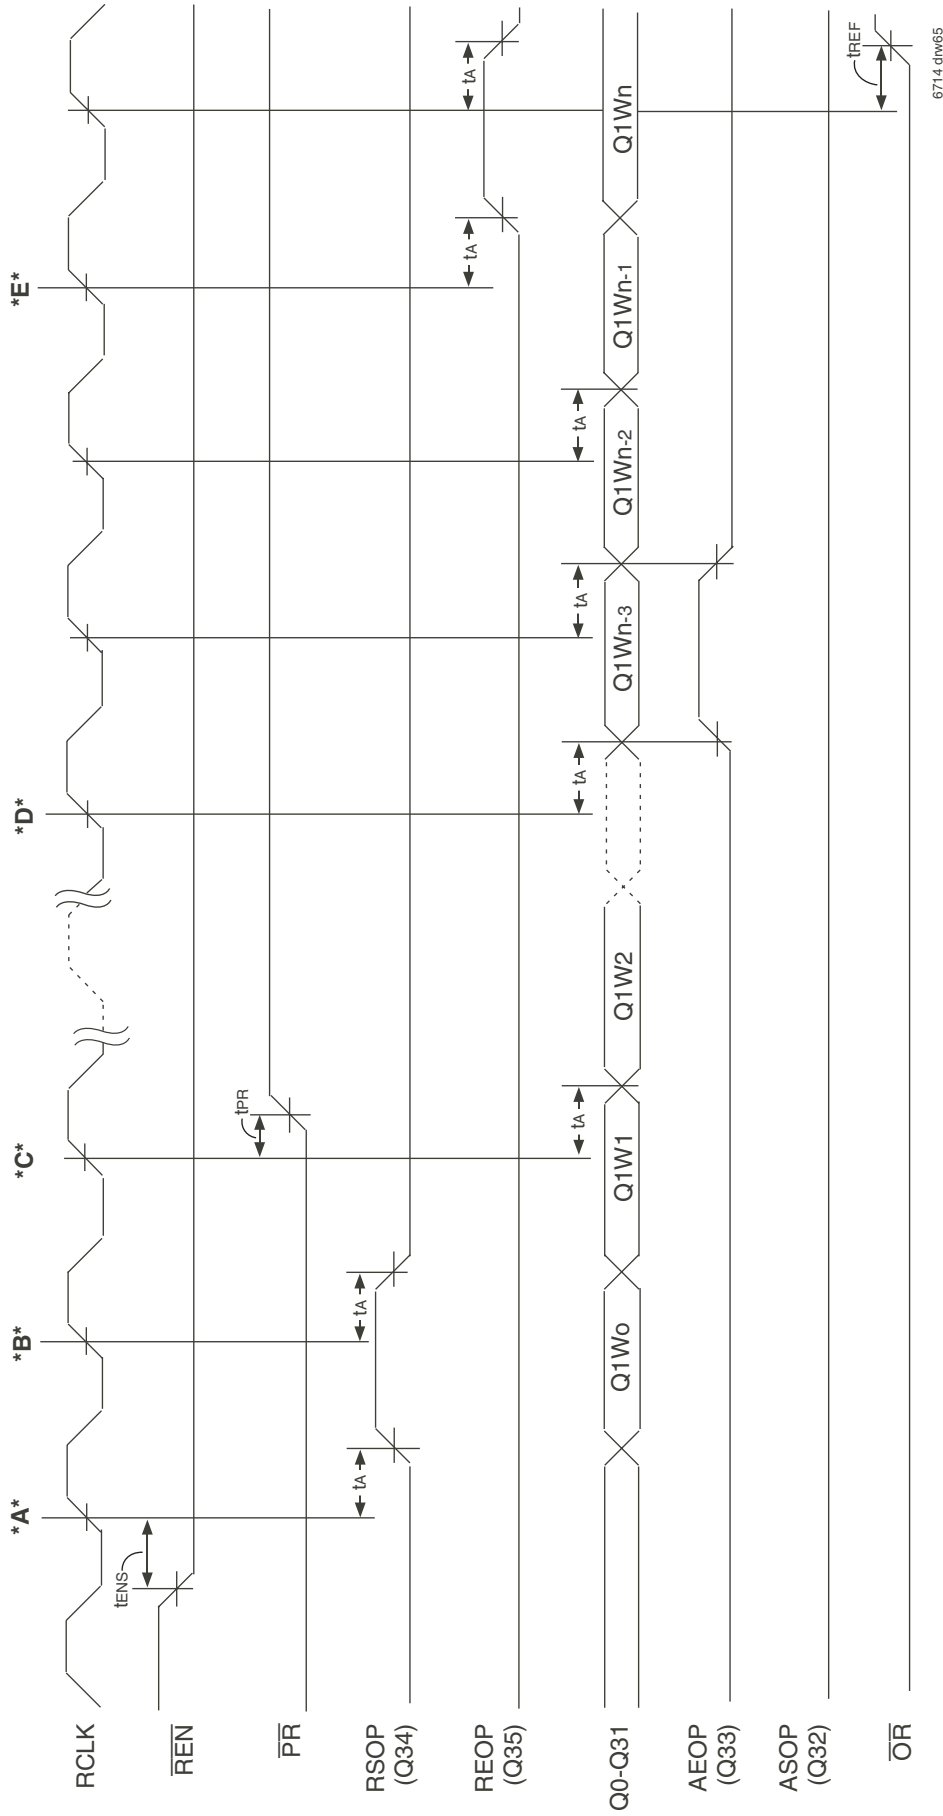 *A*
*B*
*C*
*D*
*E*
RCLK
tENS
REN
tPR
PR
tA
tA
RSOP
(Q34)
tA
tA
REOP
(Q35)
tA
tA
tA
tA
tA
Q0-Q31
Q1Wo
Q1W1
Q1W2
Q1Wn-3
Q1Wn-2
Q1Wn-1
Q1Wn
AEOP
(Q33)
ASOP
(Q32)
tREF
OR
6714 drw65